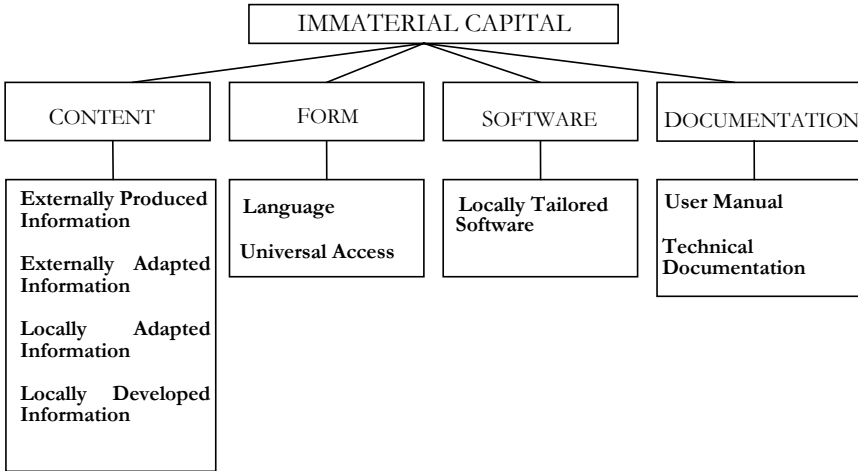 IMMATERIAL CAPITAL
CONTENT
FORM
SOFTWARE
DOCUMENTATION
Externally Produced
Information
Externally Adapted
Information
Locally Adapted
Information
Locally Developed
Information
Language
Universal Access
Locally Tailored
Software
User Manual
Technical
Documentation